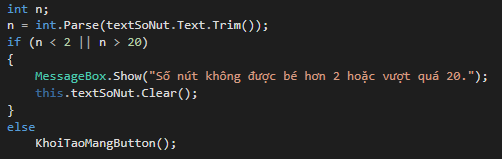 int n;
n = int.Parse(textSoNut.Text.Trim());
if (n < 2 || n > 20)
{
MessageBox.Show("Số nút không được bé hơn 2 hoặc vượt quá 20.");
this.textSoNut.Clear();
}
else
KhoiTaoMangButton();